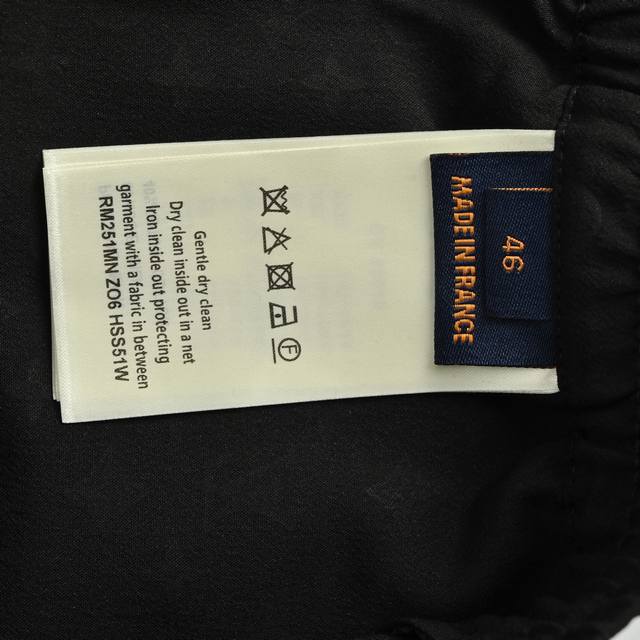 46
MADE IN FRANCE
Gentle dry clean
Dry clean inside out in a net
Iron inside out protecting
garment with a fabric in between
RM251MN ZO6 HSS51W
F